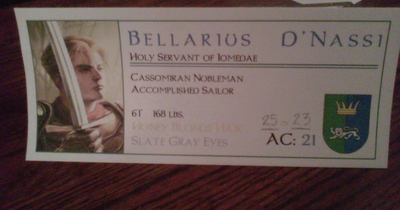 BELLARIUS D'NASSI
HOLY SERVANT OF IOMEDAE
CASSOMIRAN NOBLEMAN
ACCOMPLISHED SAILOR
6'1" 168 LBS.
HONEY BLONDE HAIR
SLATE GRAY EYES
25 - 23
AC: 21